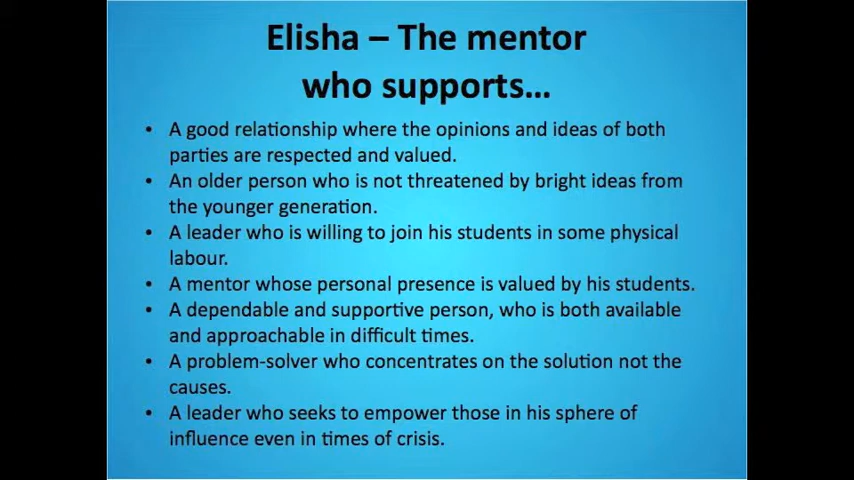 Elisha – The mentor
who supports...
• A good relationship where the opinions and ideas of both
parties are respected and valued.
• An older person who is not threatened by bright ideas from
the younger generation.
• A leader who is willing to join his students in some physical
labour.
• A mentor whose personal presence is valued by his students.
• A dependable and supportive person, who is both available
and approachable in difficult times.
• A problem-solver who concentrates on the solution not the
causes.
• A leader who seeks to empower those in his sphere of
influence even in times of crisis.